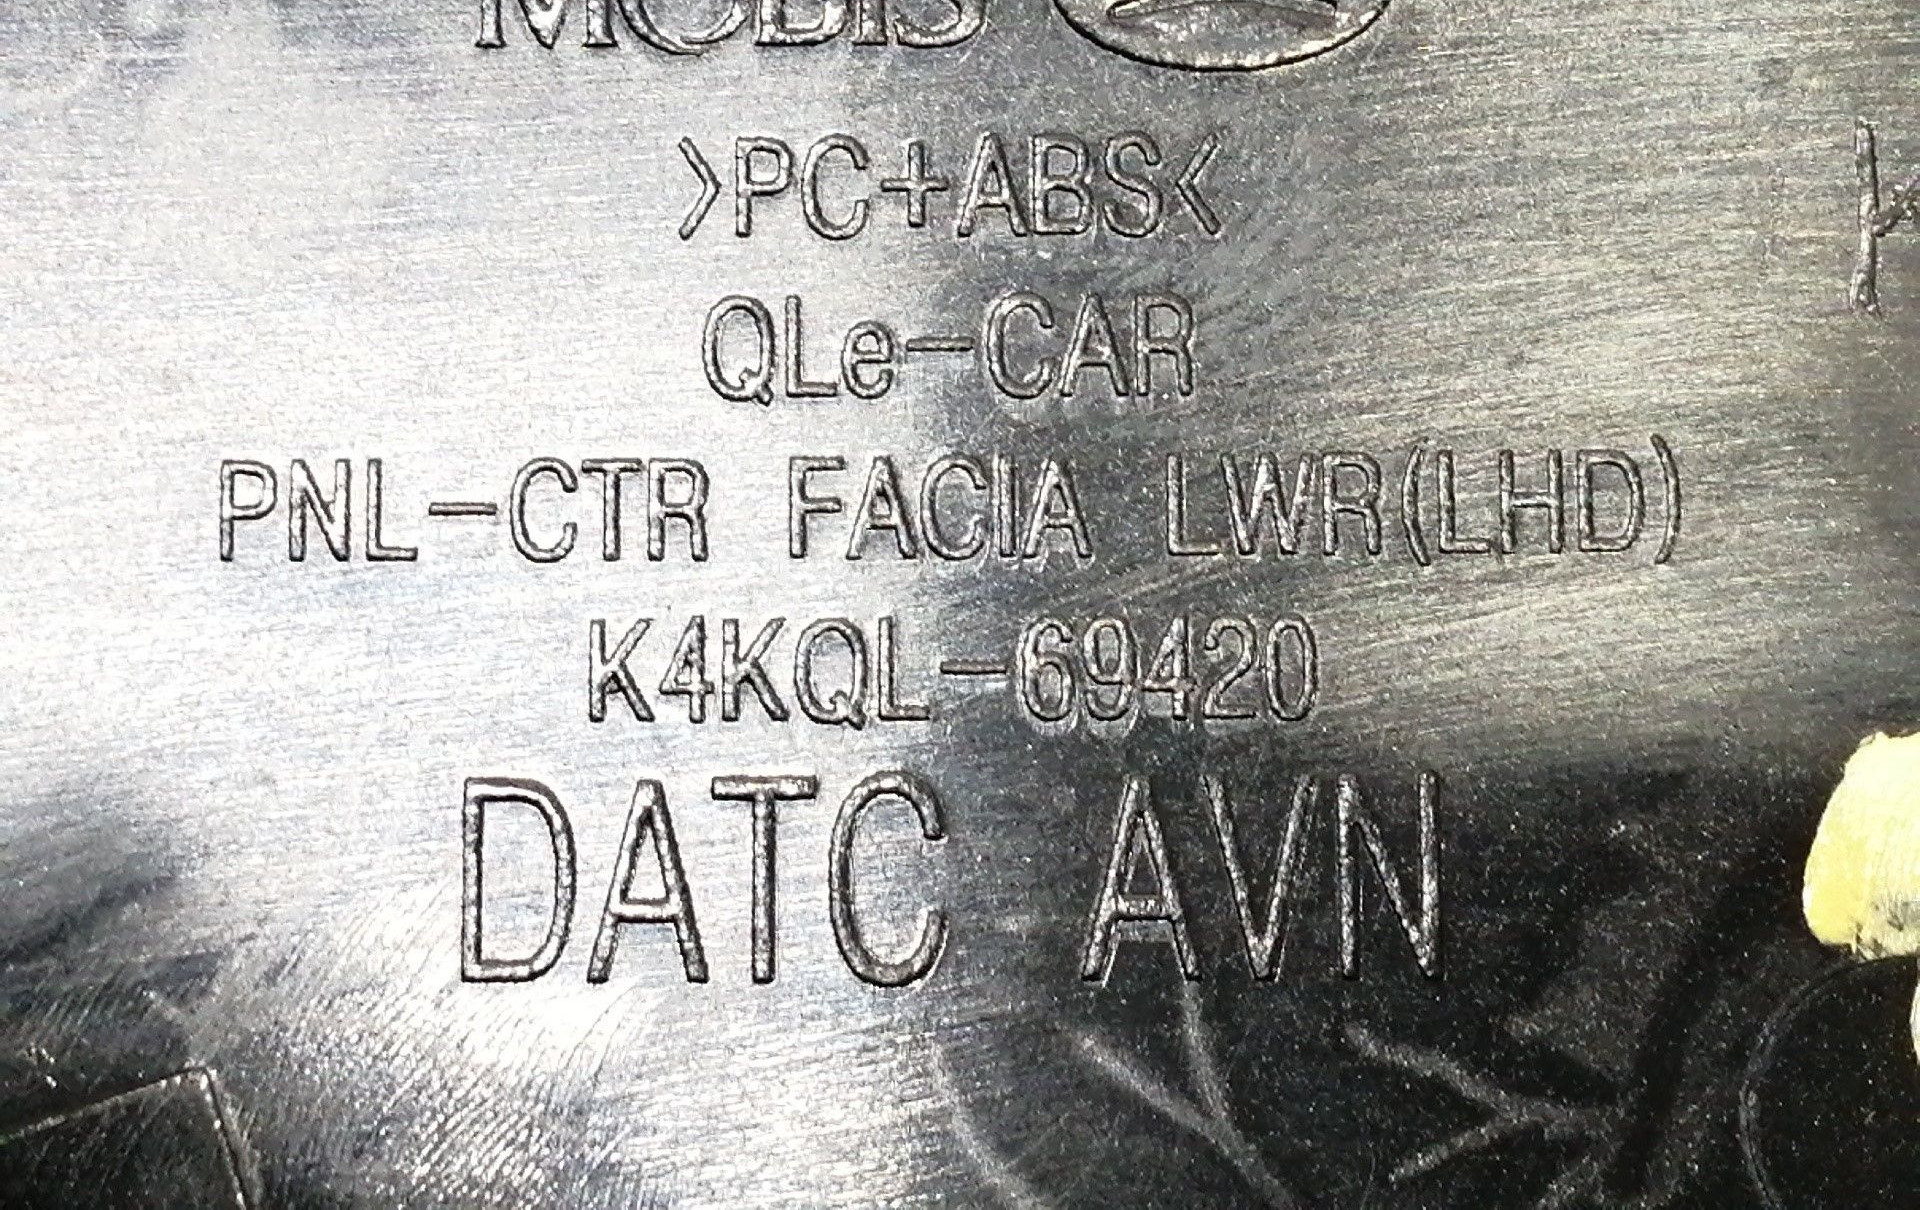 MOBIS
>PC+ABS<
QLe-CAR
PNL-CTR FACIA LWR(LHD)
K4KQL-69420
DATC AVN